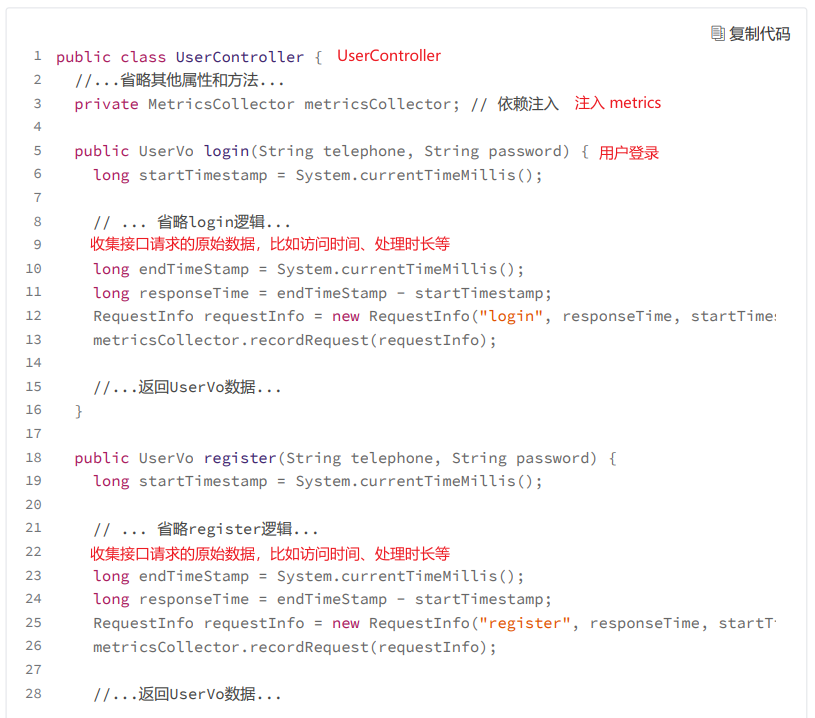 复制代码
1 public class UserController { UserController
2 //...省略其他属性和方法...
3 private MetricsCollector metricsCollector; // 依赖注入 注入 metrics
4
5 public UserVo login(String telephone, String password) { 用户登录
6 long startTimestamp = System.currentTimeMillis();
7
8 // ... 省略login逻辑...
9 收集接口请求的原始数据，比如访问时间、处理时长等
10 long endTimeStamp = System.currentTimeMillis();
11 long responseTime = endTimeStamp - startTimestamp;
12 RequestInfo requestInfo = new RequestInfo("login", responseTime, startTimes
13 metricsCollector.recordRequest(requestInfo);
14
15 //...返回UserVo数据...
16 }
17
18 public UserVo register(String telephone, String password) {
19 long startTimestamp = System.currentTimeMillis();
20
21 // ... 省略register逻辑...
22 收集接口请求的原始数据，比如访问时间、处理时长等
23 long endTimeStamp = System.currentTimeMillis();
24 long responseTime = endTimeStamp - startTimestamp;
25 RequestInfo requestInfo = new RequestInfo("register", responseTime, startT
26 metricsCollector.recordRequest(requestInfo);
27
28 //...返回UserVo数据...